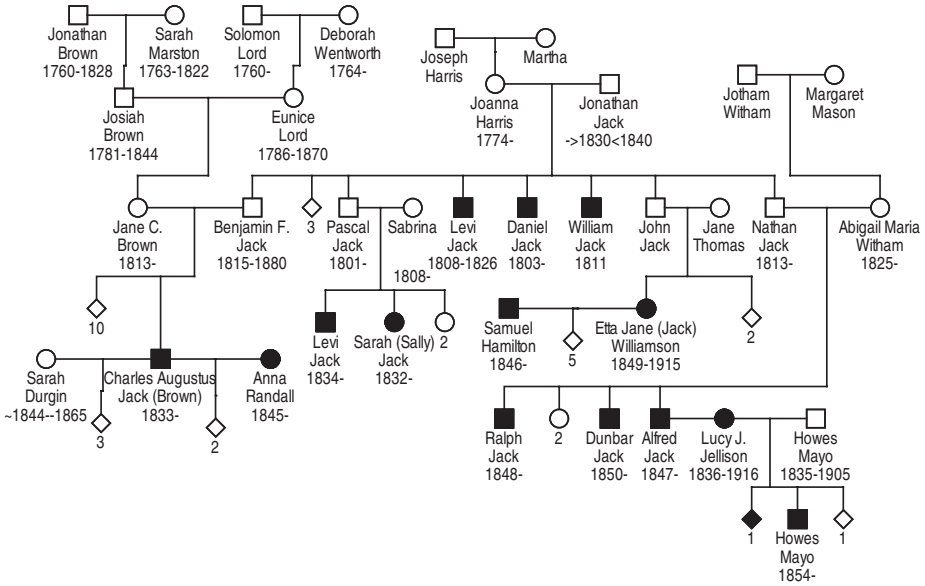 Jonathan
Brown
1760-1828
Sarah
Marston
1763-1822
Solomon
Lord
1760-
Deborah
Wentworth
1764-
Joseph
Harris
Martha
Jotham
Witham
Margaret
Mason
Josiah
Brown
1781-1844
Eunice
Lord
1786-1870
Joanna
Harris
1774-
Jonathan
Jack
->1830<1840
Jane C.
Brown
1813-
Benjamin F.
Jack
1815-1880
3
Pascal
Jack
1801-
Sabrina
1808-
Levi
Jack
1808-1826
Daniel
Jack
1803-
William
Jack
1811
John
Jack
Jane
Thomas
Nathan
Jack
1813-
Abigail Maria
Witham
1825-
10
Levi
Jack
1834-
Sarah (Sally)
Jack
1832-
2
Samuel
Hamilton
1846-
5
Etta Jane (Jack)
Williamson
1849-1915
2
Sarah
Durgin
~1844--1865
3
Charles Augustus
Jack (Brown)
1833-
2
Anna
Randall
1845-
Ralph
Jack
1848-
2
Dunbar
Jack
1850-
Alfred
Jack
1847-
Lucy J.
Jellison
1836-1916
Howes
Mayo
1835-1905
1
Howes
Mayo
1854-
1